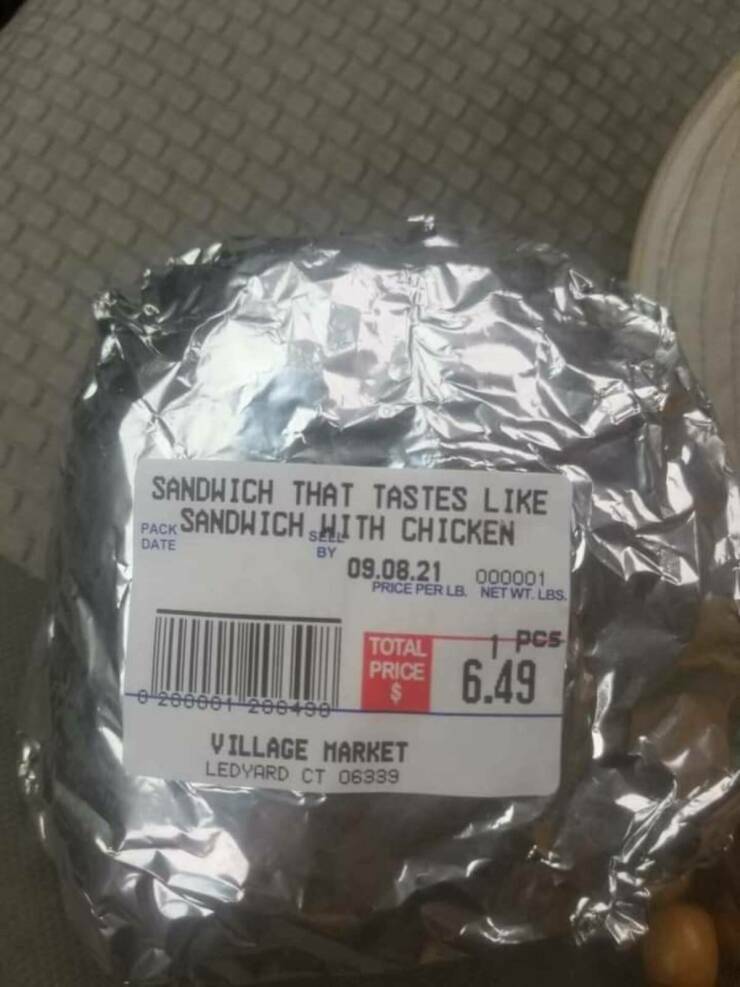 SANDWICH THAT TASTES LIKE
SANDWICH WITH CHICKEN
PACK DATE
SELL BY
09.08.21 000001
PRICE PER LB. NET WT. LBS.
1 PCS
TOTAL PRICE $
6.49
0 200001 206490
VILLAGE MARKET
LEDYARD CT 06339